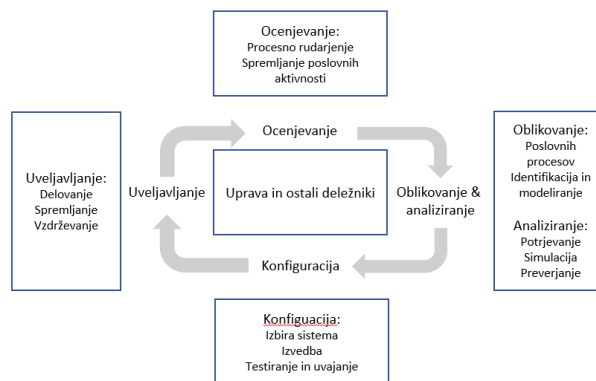 Ocenjevanje:
Procesno rudarjenje
Spremljanje poslovnih
aktivnosti
Ocenjevanje
Uveljavljanje:
Delovanje
Spremljanje
Vzdrževanje
Uveljavljanje
Uprava in ostali deležniki
Oblikovanje &
analiziranje
Oblikovanje:
Poslovnih
procesov
Identifikacija in
modeliranje
Analiziranje:
Potrjevanje
Simulacija
Preverjanje
Konfiguracija
Konfiguacija:
Izbira sistema
Izvedba
Testiranje in uvajanje